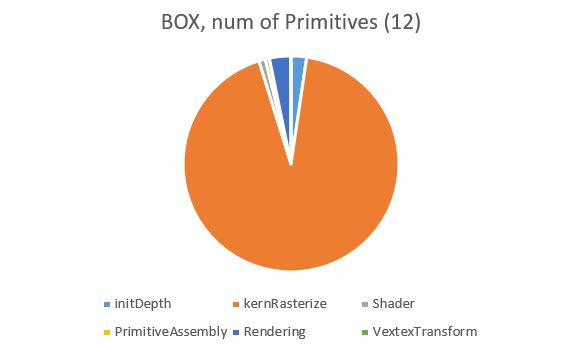 BOX, num of Primitives (12)
initDepth kernRasterize Shader
PrimitiveAssembly Rendering VextexTransform